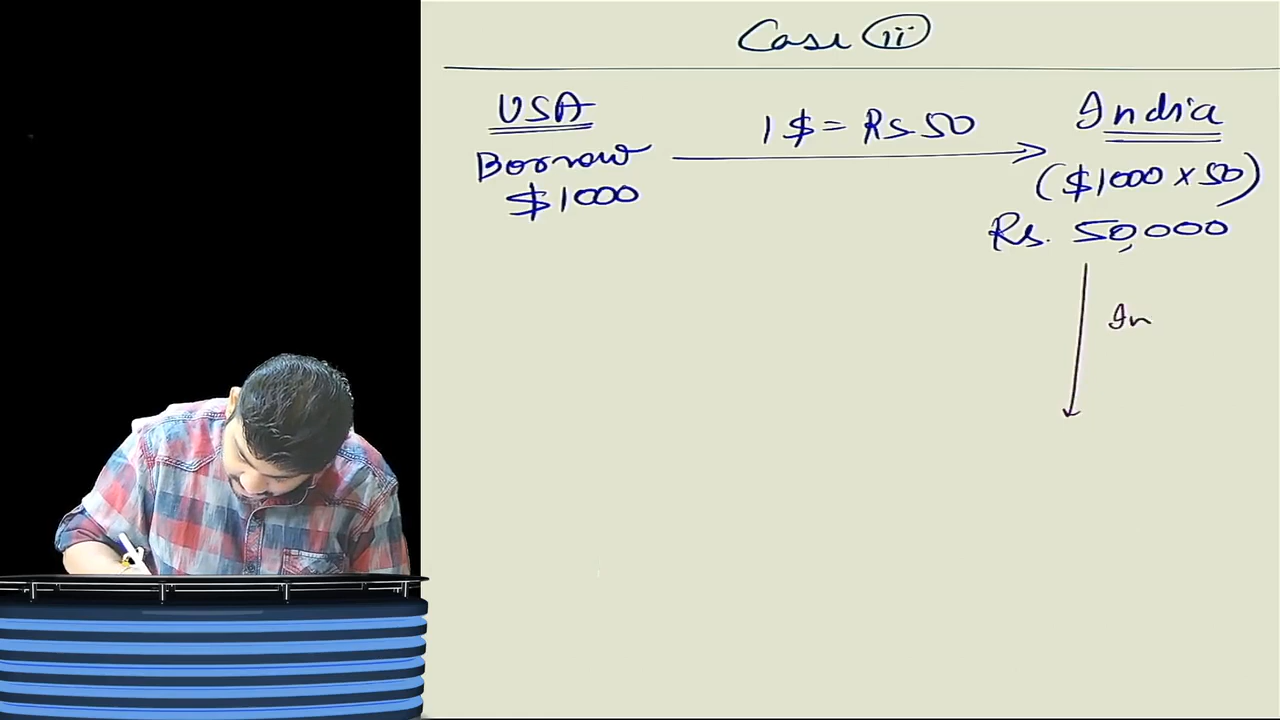 Case ii
USA
1 $ = Rs 50
India
Borrow
$1000
($1000 x 50)
Rs. 50,000
In